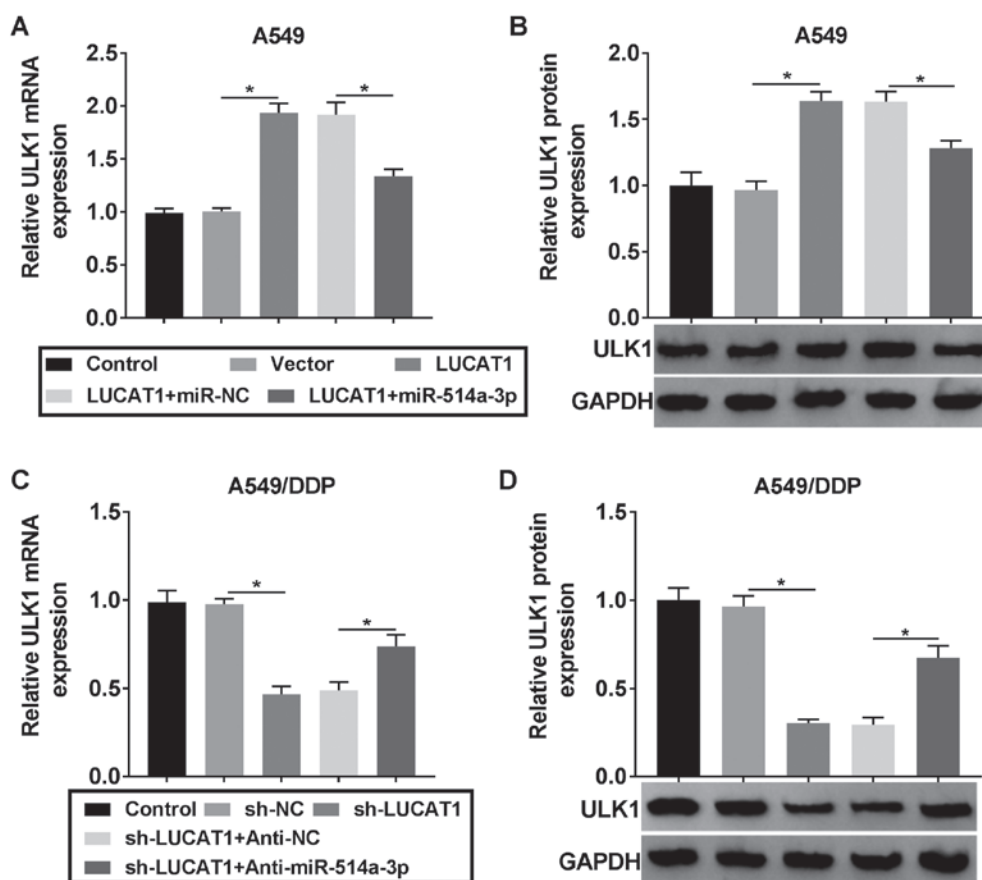 A
A549
Relative ULK1 mRNA
expression
2.5
2.0
1.5
1.0
0.5
0.0
*
*
Control Vector LUCAT1
LUCAT1+miR-NC LUCAT1+miR-514a-3p
B
A549
Relative ULK1 protein
expression
2.0
1.5
1.0
0.5
0.0
*
*
ULK1
GAPDH
C
A549/DDP
Relative ULK1 mRNA
expression
1.5
1.0
0.5
0.0
*
*
Control sh-NC sh-LUCAT1
sh-LUCAT1+Anti-NC
sh-LUCAT1+Anti-miR-514a-3p
D
A549/DDP
Relative ULK1 protein
expression
1.5
1.0
0.5
0.0
*
*
ULK1
GAPDH